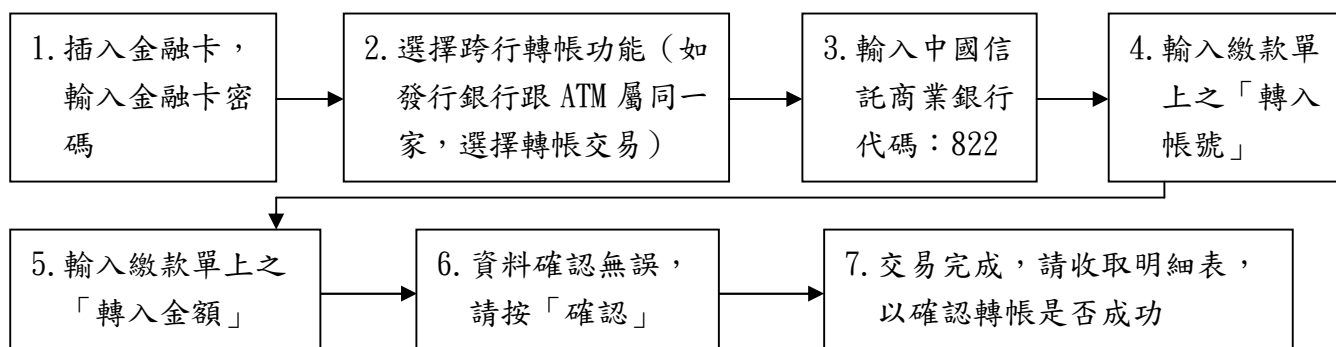 1.插入金融卡，
輸入金融卡密
碼
2.選擇跨行轉帳功能（如
發行銀行跟 ATM 屬同一
家，選擇轉帳交易）
3.輸入中國信
託商業銀行
代碼：822
4.輸入繳款單
上之「轉入
帳號」
5.輸入繳款單上之
「轉入金額」
6.資料確認無誤，
請按「確認」
7.交易完成，請收取明細表，
以確認轉帳是否成功